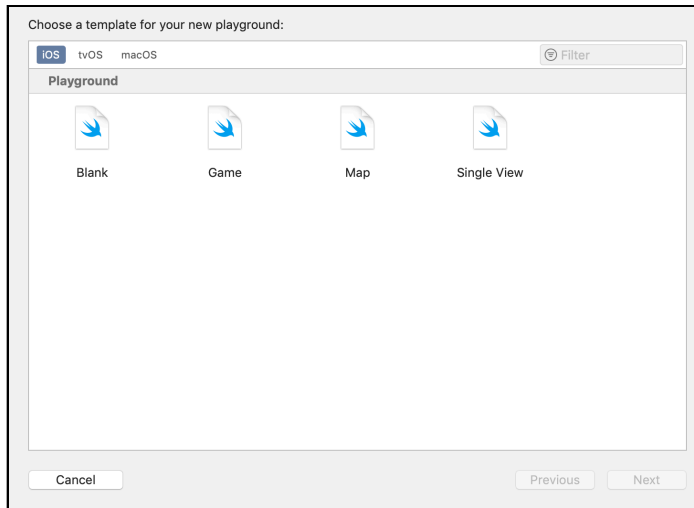 Choose a template for your new playground:
iOS tvOS macOS Filter
Playground
Blank Game Map Single View
Cancel Previous Next